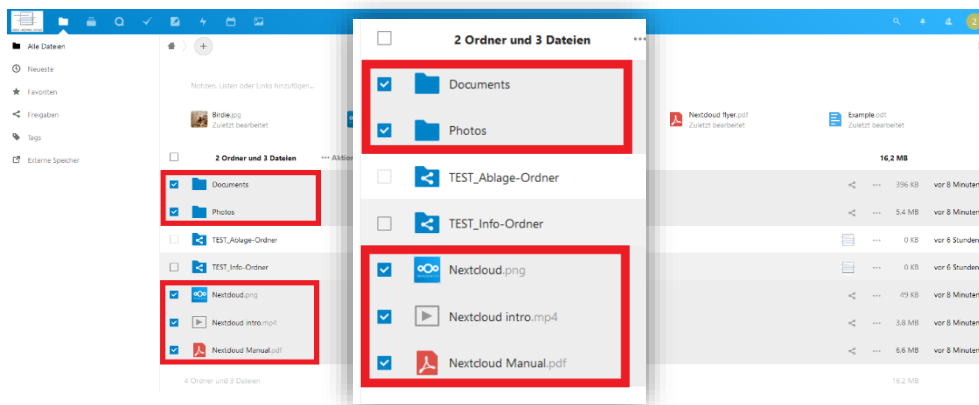 2
Alle Dateien
Neueste
Favoriten
Freigaben
Tags
Externe Speicher
+
Notizen, Listen oder Links hinzufügen...
Birdie.jpg
Zuletzt bearbeitet
Nextcloud flyer.pdf
Zuletzt bearbeitet
Example.odt
Zuletzt bearbeitet
2 Ordner und 3 Dateien ••• Aktion 16,2 MB
Documents ••• 396 KB vor 8 Minuten
Photos ••• 5,4 MB vor 8 Minuten
TEST_Ablage-Ordner ••• 0 KB vor 6 Stunden
TEST_Info-Ordner ••• 0 KB vor 6 Stunden
Nextcloud.png ••• 49 KB vor 8 Minuten
Nextcloud intro.mp4 ••• 3,8 MB vor 8 Minuten
Nextcloud Manual.pdf ••• 6,6 MB vor 8 Minuten
4 Ordner und 3 Dateien 16,2 MB
2 Ordner und 3 Dateien •••
Documents
Photos
TEST_Ablage-Ordner
TEST_Info-Ordner
Nextcloud.png
Nextcloud intro.mp4
Nextcloud Manual.pdf